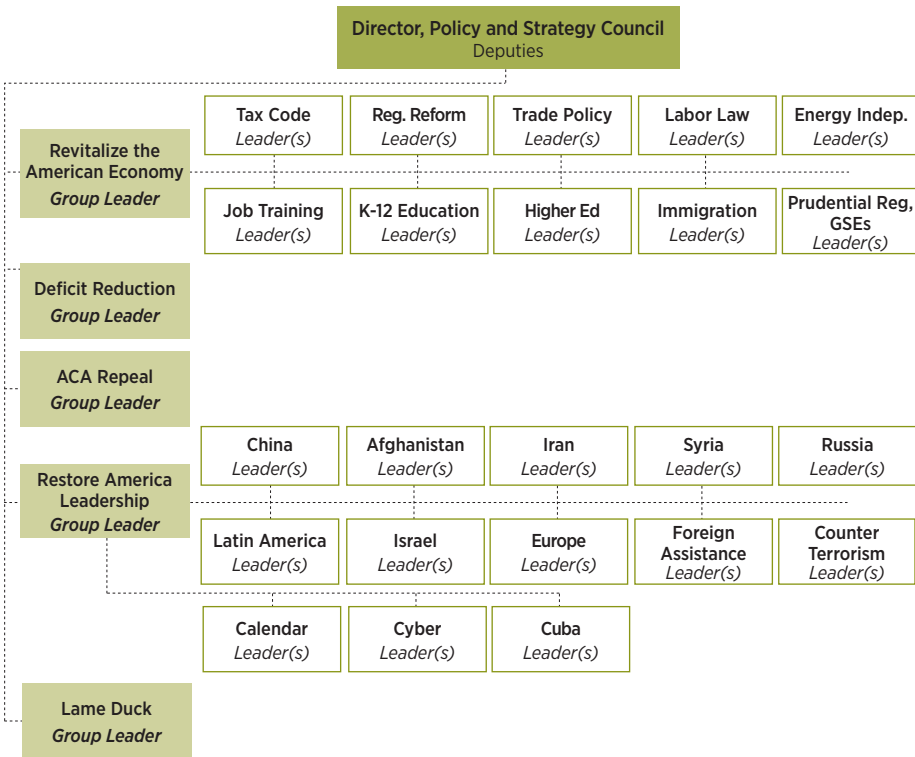 Director, Policy and Strategy Council
Deputies
Revitalize the
American Economy
Group Leader
Tax Code
Leader(s)
Reg. Reform
Leader(s)
Trade Policy
Leader(s)
Labor Law
Leader(s)
Energy Indep.
Leader(s)
Job Training
Leader(s)
K-12 Education
Leader(s)
Higher Ed
Leader(s)
Immigration
Leader(s)
Prudential Reg,
GSEs
Leader(s)
Deficit Reduction
Group Leader
ACA Repeal
Group Leader
Restore America
Leadership
Group Leader
China
Leader(s)
Afghanistan
Leader(s)
Iran
Leader(s)
Syria
Leader(s)
Russia
Leader(s)
Latin America
Leader(s)
Israel
Leader(s)
Europe
Leader(s)
Foreign
Assistance
Leader(s)
Counter
Terrorism
Leader(s)
Calendar
Leader(s)
Cyber
Leader(s)
Cuba
Leader(s)
Lame Duck
Group Leader